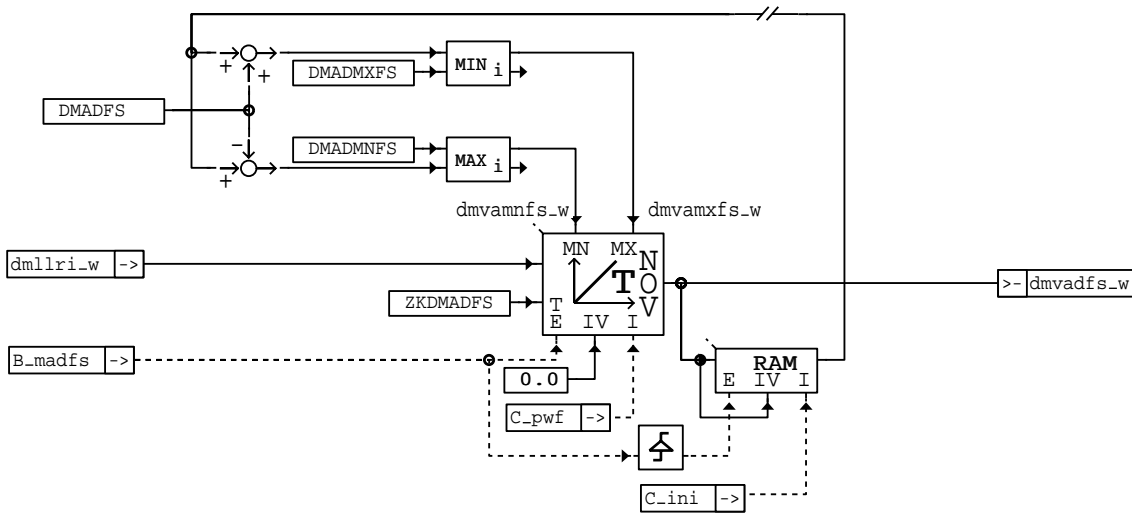 +
+
DMADMXFS
MIN i
DMADFS
-
DMADMNFS
MAX i
+
dmvamnfs_w
dmvamxfs_w
MN MX N
dmllri_w ->
T O
>- dmvadfs_w
ZKDMADFS
T V
E IV I
B_madfs ->
RAM
0.0
E IV I
C_pwf ->
C_ini ->